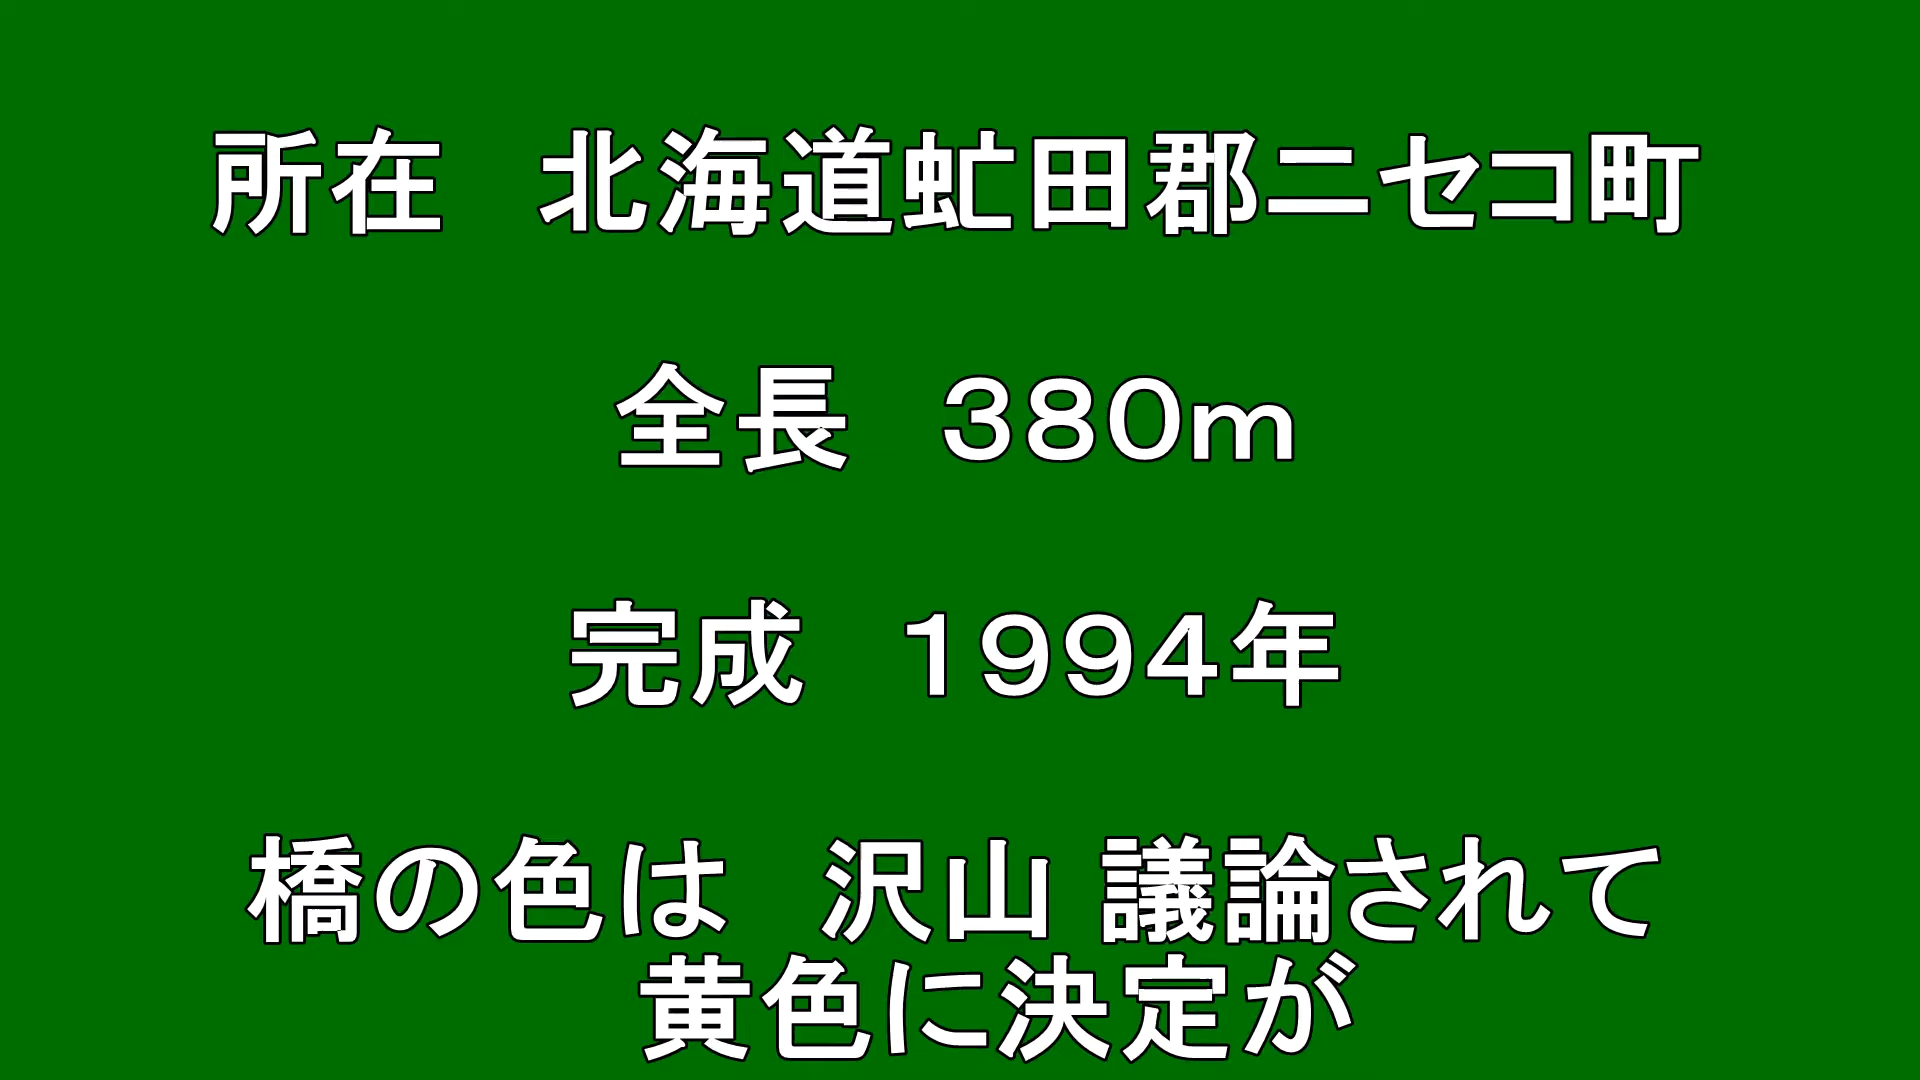 所在　北海道虻田郡ニセコ町
全長　３８０ｍ
完成　１９９４年
橋の色は　沢山 議論されて
黄色に決定が